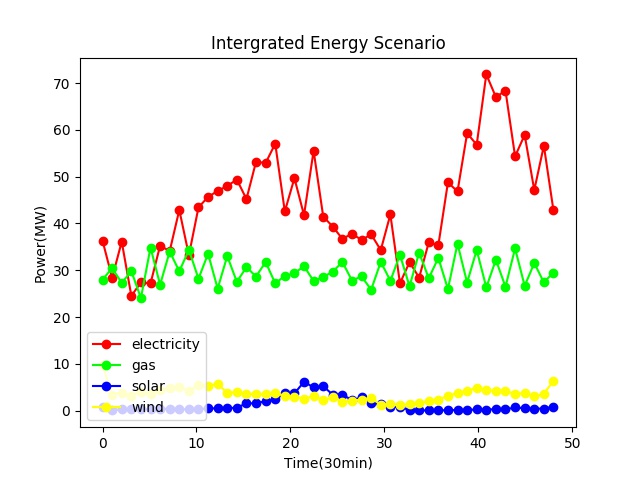 Intergrated Energy Scenario
Power(MW)
70
60
50
40
30
20
10
0
electricity
gas
solar
wind
0 10 20 30 40 50
Time(30min)